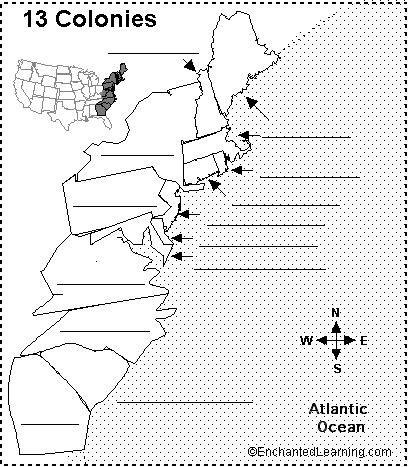 13 Colonies
N
W E
S
Atlantic
Ocean
©EnchantedLearning.com